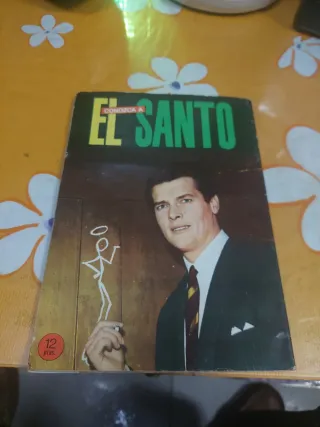 CONOZCA A
EL SANTO
12
ptas.